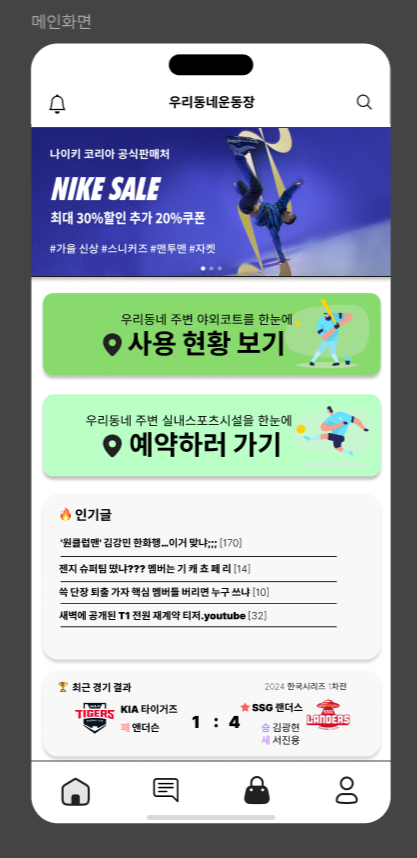 메인화면
우리동네운동장
나이키 코리아 공식판매처
NIKE SALE
최대 30%할인 추가 20%쿠폰
#가을 신상 #스니커즈 #맨투맨 #자켓
우리동네 주변 야외코트를 한눈에
사용 현황 보기
우리동네 주변 실내스포츠시설을 한눈에
예약하러 가기
🔥 인기글
'원클럽맨' 김강민 한화행...이거 맞냐;;; [170]
젠지 슈퍼팀 떴냐??? 멤버는 기 캐 쵸 페 리 [14]
쑥 단장 퇴출 가자 핵심 멤버들 버리면 누구 쓰냐 [10]
새벽에 공개된 T1 전원 재계약 티저.youtube [32]
🏆 최근 경기 결과
2024 한국시리즈 1차전
TIGERS
KIA 타이거즈
패 앤더슨
1 : 4
SSG 랜더스
승 김광현
세 서진용
SSG
LANDERS